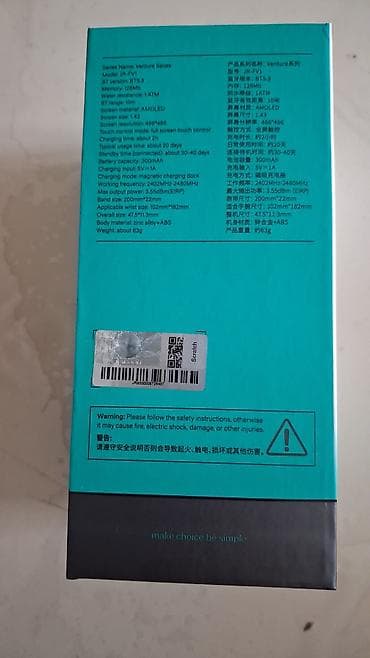 Series Name: Venture Series
Model: JR-FV1
BT version: BT5.3
Memory: 128Mb
Water resistance: 1ATM
BT range: 10m
Screen material: AMOLED
Screen size: 1.43
Screen resolution: 466*466
Touch control mode: full screen touch control
Charging time: about 2h
Typical usage time: about 20 days
Standby time (connected): about 30-40 days
Battery capacity: 300mAh
Charging input: 5V⎓1A
Charging mode: magnetic charging dock
Working frequency: 2402MHz-2480MHz
Max output power: 3.55dBm(EIRP)
Band size: 200mm*22mm
Applicable wrist size: 102mm*182mm
Overall size: 47.5*11.3mm
Body material: zinc alloy+ABS
Weight: about 63g
产品系列名称: Venture系列
型号: JR-FV1
内存: 128Mb
防水等级: 1ATM
蓝牙有效距离: 10米
屏幕材质: AMOLED
屏幕尺寸: 1.43
屏幕分辨率: 466*466
触控方式: 全屏触控
充电时长: 约2小时
日常使用时间: 约20天
连接待机时间: 约30-40天
电池容量: 300mAh
充电输入: 5V⎓1A
充电方式: 磁吸充电座
工作频率: 2402MHz-2480MHz
最大输出功率: 3.55dBm(EIRP)
表带尺寸: 200mm*22mm
适合手腕尺寸: 102mm*182mm
整机尺寸: 47.5*11.3mm
机身材质: 锌合金+ABS
产品重量: 约63g
Scratch
Warning: Please follow the safety instructions, otherwise
it may cause fire, electric shock, damage, or other injuries.
警告:
请遵守安全说明否则会导致起火、触电、损坏或其他伤害。
make choice be simple